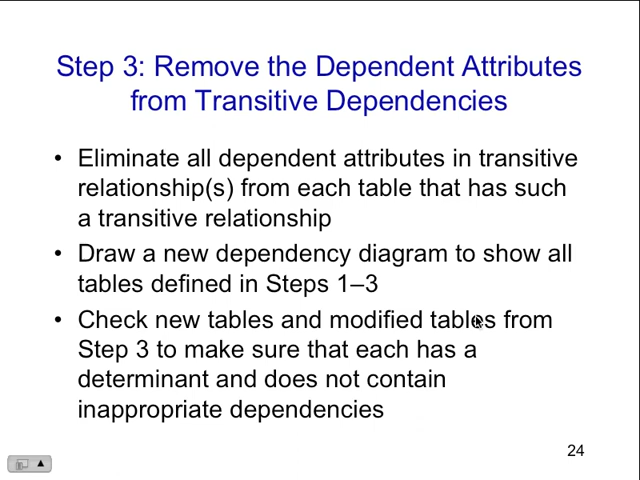 Step 3: Remove the Dependent Attributes
from Transitive Dependencies
• Eliminate all dependent attributes in transitive
relationship(s) from each table that has such
a transitive relationship
• Draw a new dependency diagram to show all
tables defined in Steps 1–3
• Check new tables and modified tables from
Step 3 to make sure that each has a
determinant and does not contain
inappropriate dependencies
24